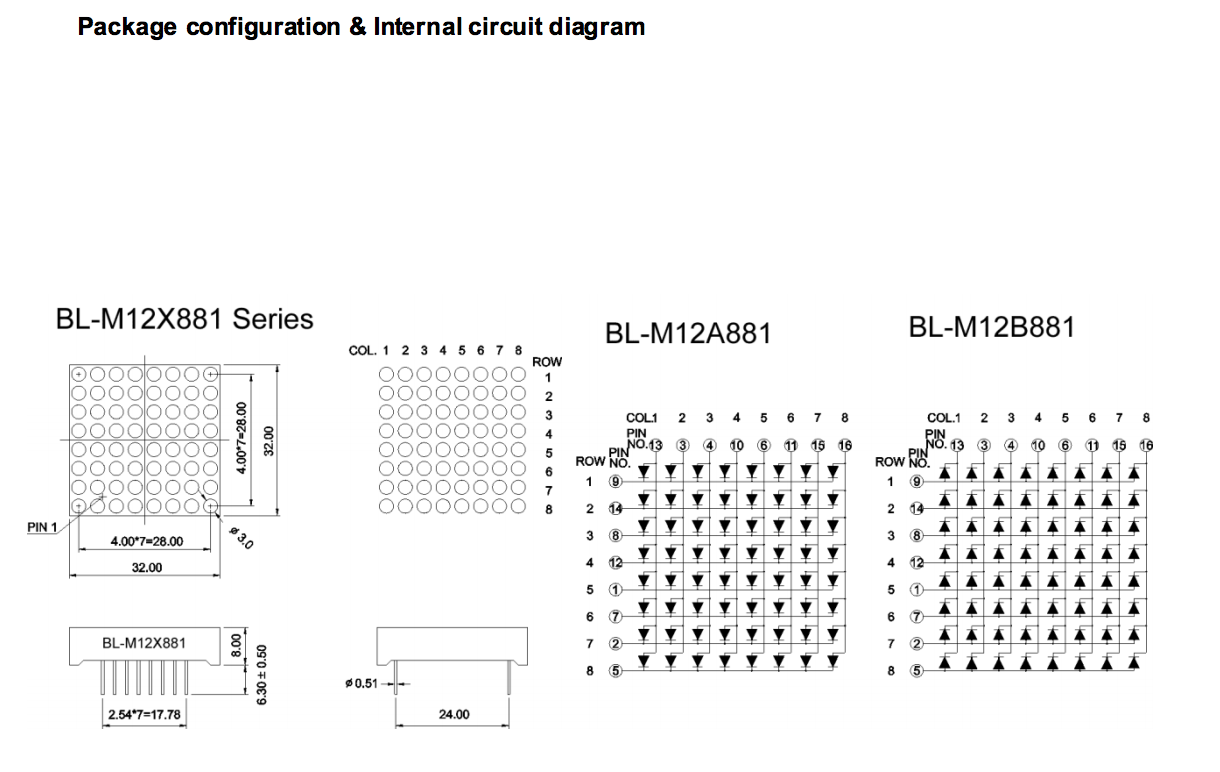 Package configuration & Internal circuit diagram
BL-M12X881 Series
4.00*7=28.00
32.00
PIN 1
4.00*7=28.00
32.00
ø3.0
COL. 1 2 3 4 5 6 7 8
ROW
1
2
3
4
5
6
7
8
BL-M12A881
COL.1 2 3 4 5 6 7 8
PIN
NO. 13 3 4 10 6 11 15 16
ROW PIN
NO.
1 9
2 14
3 8
4 12
5 1
6 7
7 2
8 5
BL-M12B881
COL.1 2 3 4 5 6 7 8
PIN
NO. 13 3 4 10 6 11 15 16
ROW PIN
NO.
1 9
2 14
3 8
4 12
5 1
6 7
7 2
8 5
BL-M12X881
8.00
6.30 ± 0.50
2.54*7=17.78
ø0.51
24.00